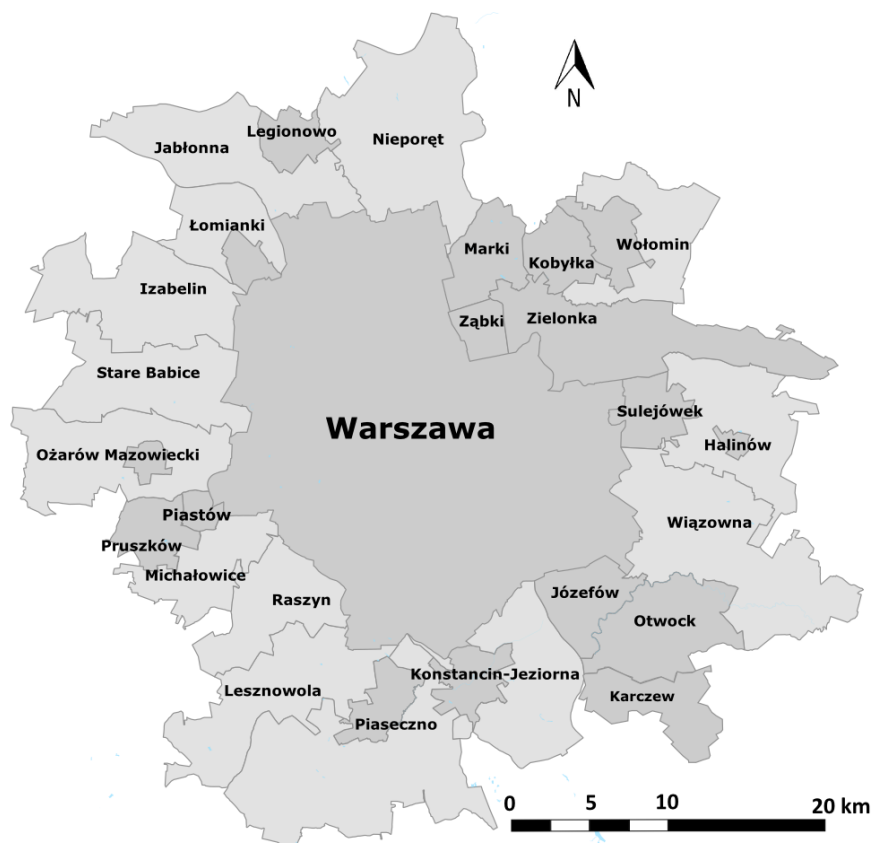 N
Legionowo
Nieporęt
Jabłonna
Łomianki
Marki
Wołomin
Kobyłka
Izabelin
Ząbki
Zielonka
Stare Babice
Sulejówek
Warszawa
Halinów
Ożarów Mazowiecki
Piastów
Wiązowna
Pruszków
Michałowice
Józefów
Raszyn
Otwock
Konstancin-Jeziorna
Lesznowola
Karczew
Piaseczno
0 5 10 20 km